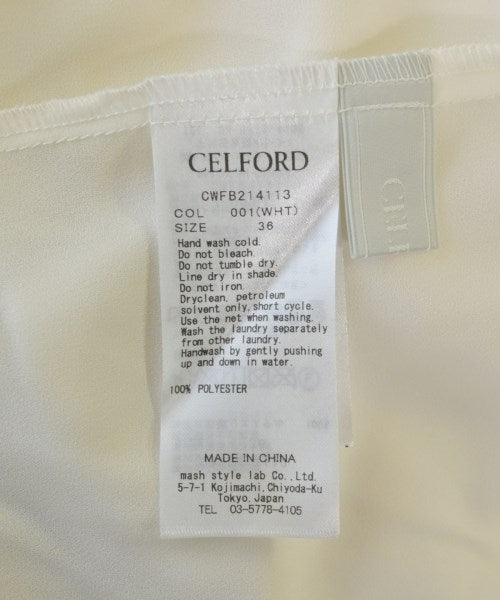 CELFORD
CWFB214113
COL 001(WHT)
SIZE 36
Hand wash cold.
Do not bleach.
Do not tumble dry.
Line dry in shade.
Do not iron.
Dryclean, petroleum
solvent only, short cycle.
Use the net when washing.
Wash the laundry separately
from other laundry.
Handwash by gently pushing
up and down in water.
100% POLYESTER
MADE IN CHINA
mash style lab Co., Ltd.
5-7-1 Kojimachi, Chiyoda-Ku
Tokyo, Japan
TEL 03-5778-4105